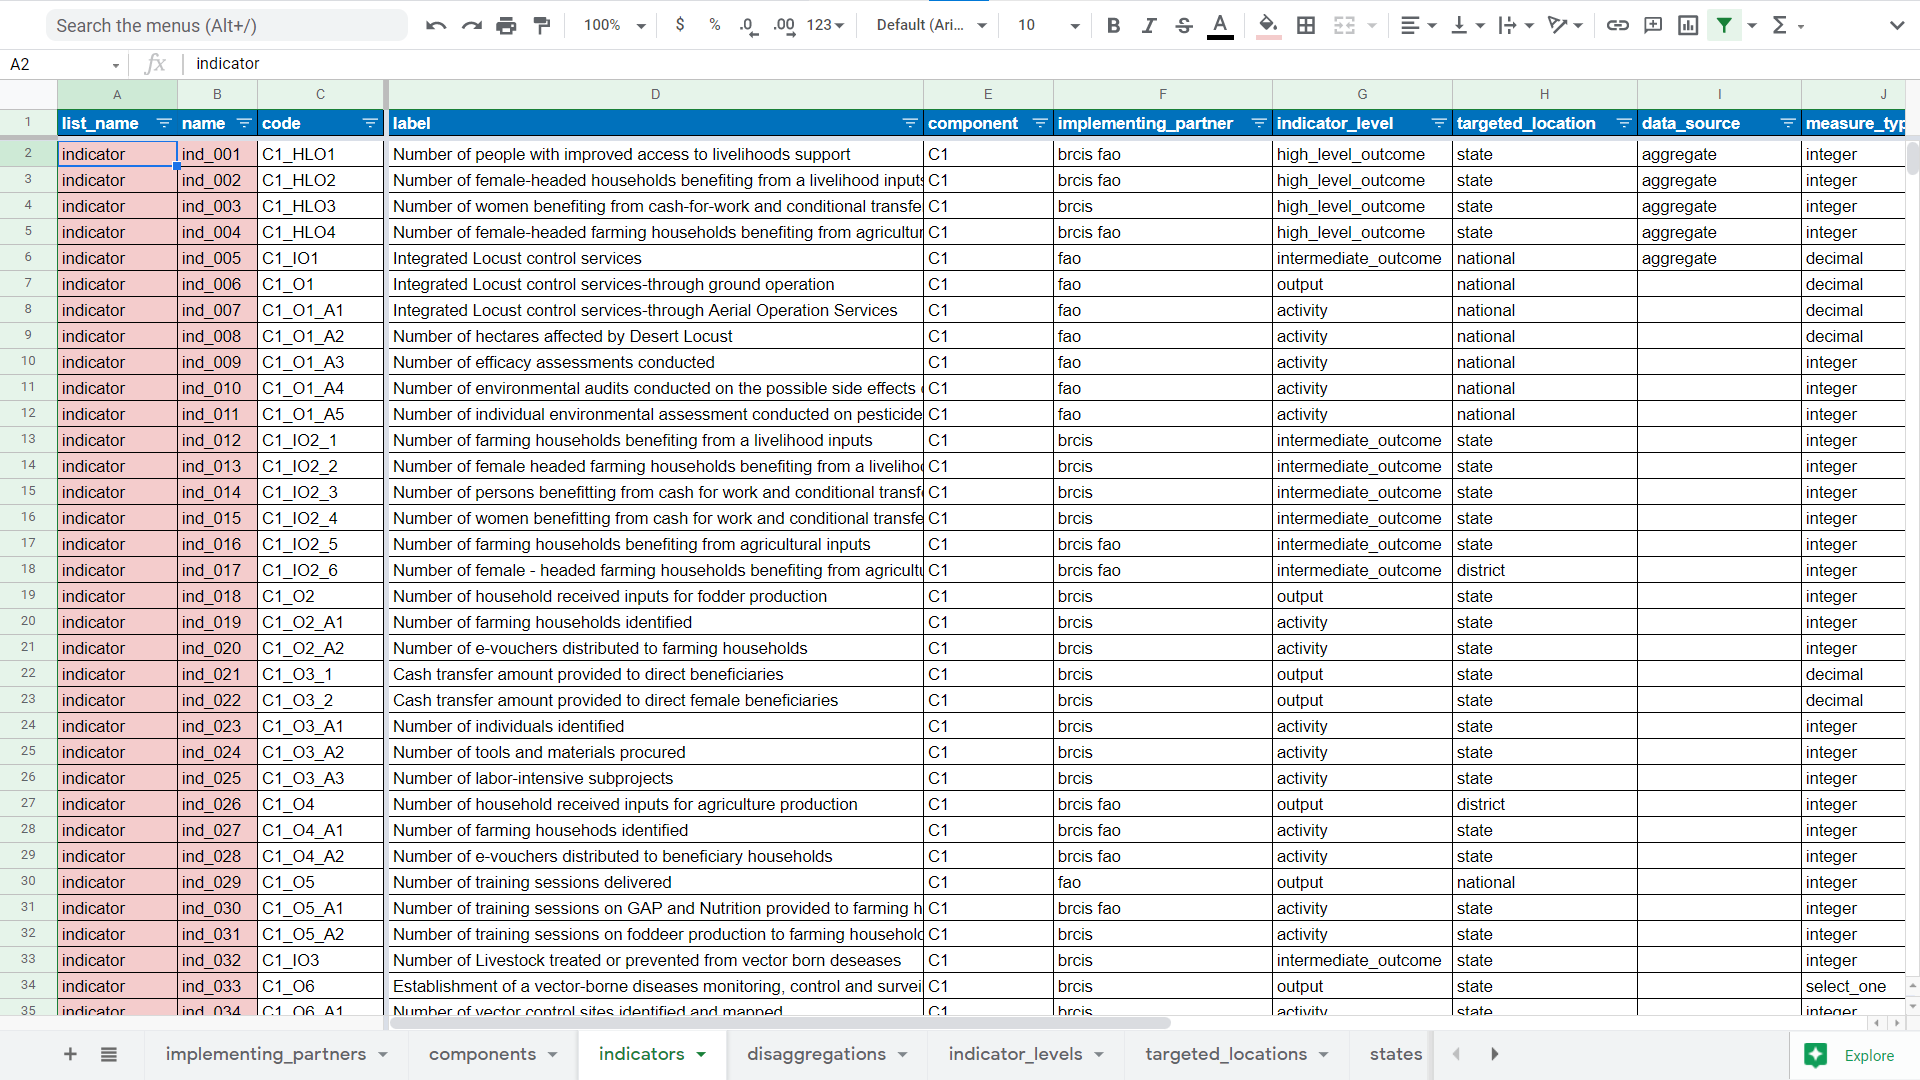 Search the menus (Alt+/)
100% $ % .0 .00 123 Default (Ari... 10 B I S A Σ
A2 fx indicator
A B C D E F G H I J
1 list_name name code label component implementing_partner indicator_level targeted_location data_source measure_typ
2 indicator ind_001 C1_HLO1 Number of people with improved access to livelihoods support C1 brcis fao high_level_outcome state aggregate integer
3 indicator ind_002 C1_HLO2 Number of female-headed households benefiting from a livelihood inputs C1 brcis fao high_level_outcome state aggregate integer
4 indicator ind_003 C1_HLO3 Number of women benefiting from cash-for-work and conditional transfe C1 brcis high_level_outcome state aggregate integer
5 indicator ind_004 C1_HLO4 Number of female-headed farming households benefiting from agricultur C1 brcis fao high_level_outcome state aggregate integer
6 indicator ind_005 C1_IO1 Integrated Locust control services C1 fao intermediate_outcome national aggregate decimal
7 indicator ind_006 C1_O1 Integrated Locust control services-through ground operation C1 fao output national decimal
8 indicator ind_007 C1_O1_A1 Integrated Locust control services-through Aerial Operation Services C1 fao activity national decimal
9 indicator ind_008 C1_O1_A2 Number of hectares affected by Desert Locust C1 fao activity national decimal
10 indicator ind_009 C1_O1_A3 Number of efficacy assessments conducted C1 fao activity national integer
11 indicator ind_010 C1_O1_A4 Number of environmental audits conducted on the possible side effects C1 fao activity national integer
12 indicator ind_011 C1_O1_A5 Number of individual environmental assessment conducted on pesticide C1 fao activity national integer
13 indicator ind_012 C1_IO2_1 Number of farming households benefiting from a livelihood inputs C1 brcis intermediate_outcome state integer
14 indicator ind_013 C1_IO2_2 Number of female headed farming households benefiting from a livelihoo C1 brcis intermediate_outcome state integer
15 indicator ind_014 C1_IO2_3 Number of persons benefitting from cash for work and conditional transf C1 brcis intermediate_outcome state integer
16 indicator ind_015 C1_IO2_4 Number of women benefitting from cash for work and conditional transfe C1 brcis intermediate_outcome state integer
17 indicator ind_016 C1_IO2_5 Number of farming households benefiting from agricultural inputs C1 brcis fao intermediate_outcome state integer
18 indicator ind_017 C1_IO2_6 Number of female - headed farming households benefiting from agricultu C1 brcis fao intermediate_outcome district integer
19 indicator ind_018 C1_O2 Number of household received inputs for fodder production C1 brcis output state integer
20 indicator ind_019 C1_O2_A1 Number of farming households identified C1 brcis activity state integer
21 indicator ind_020 C1_O2_A2 Number of e-vouchers distributed to farming households C1 brcis activity state integer
22 indicator ind_021 C1_O3_1 Cash transfer amount provided to direct beneficiaries C1 brcis output state decimal
23 indicator ind_022 C1_O3_2 Cash transfer amount provided to direct female beneficiaries C1 brcis output state decimal
24 indicator ind_023 C1_O3_A1 Number of individuals identified C1 brcis activity state integer
25 indicator ind_024 C1_O3_A2 Number of tools and materials procured C1 brcis activity state integer
26 indicator ind_025 C1_O3_A3 Number of labor-intensive subprojects C1 brcis activity state integer
27 indicator ind_026 C1_O4 Number of household received inputs for agriculture production C1 brcis fao output district integer
28 indicator ind_027 C1_O4_A1 Number of farming househods identified C1 brcis fao activity state integer
29 indicator ind_028 C1_O4_A2 Number of e-vouchers distributed to beneficiary households C1 brcis fao activity state integer
30 indicator ind_029 C1_O5 Number of training sessions delivered C1 fao output national integer
31 indicator ind_030 C1_O5_A1 Number of training sessions on GAP and Nutrition provided to farming h C1 brcis fao activity state integer
32 indicator ind_031 C1_O5_A2 Number of training sessions on foddeer production to farming househol C1 brcis activity state integer
33 indicator ind_032 C1_IO3 Number of Livestock treated or prevented from vector born deseases C1 brcis intermediate_outcome state integer
34 indicator ind_033 C1_O6 Establishment of a vector-borne diseases monitoring, control and survei C1 brcis output state select_one
35 indicator ind_034 C1_O6_A1 Number of vector control sites identified and mapped C1 brcis activity state integer
implementing_partners components indicators disaggregations indicator_levels targeted_locations states Explore